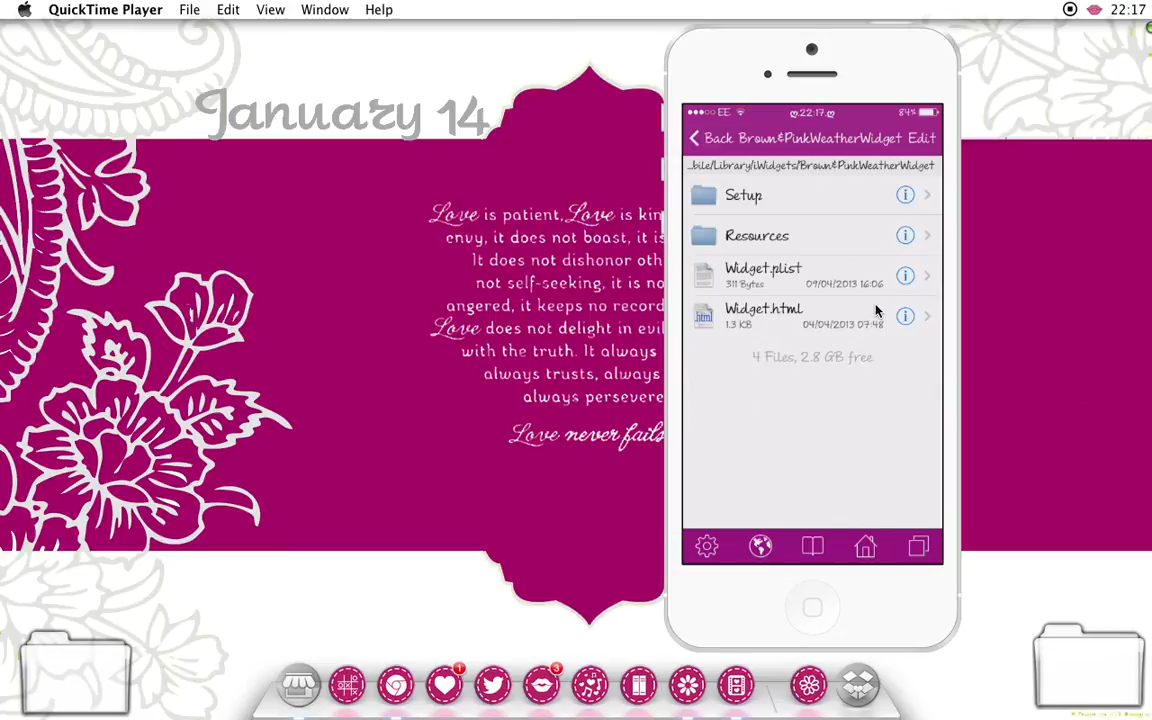 QuickTime Player File Edit View Window Help 22:17
January 14
Love is patient, Love is kin
envy, it does not boast, it is
It does not dishonor oth
not self-seeking, it is no
angered, it keeps no record
Love does not delight in evil
with the truth. It always
always trusts, always
always persevere
Love never fails
EE 22:17 84%
Back Brown&PinkWeatherWidget Edit
...bile/Library/iWidgets/Brown&PinkWeatherWidget
Setup
Resources
Widget.plist
311 Bytes 09/04/2013 16:06
Widget.html
1.3 KB 04/04/2013 07:48
4 Files, 2.8 GB free
.html
1
3